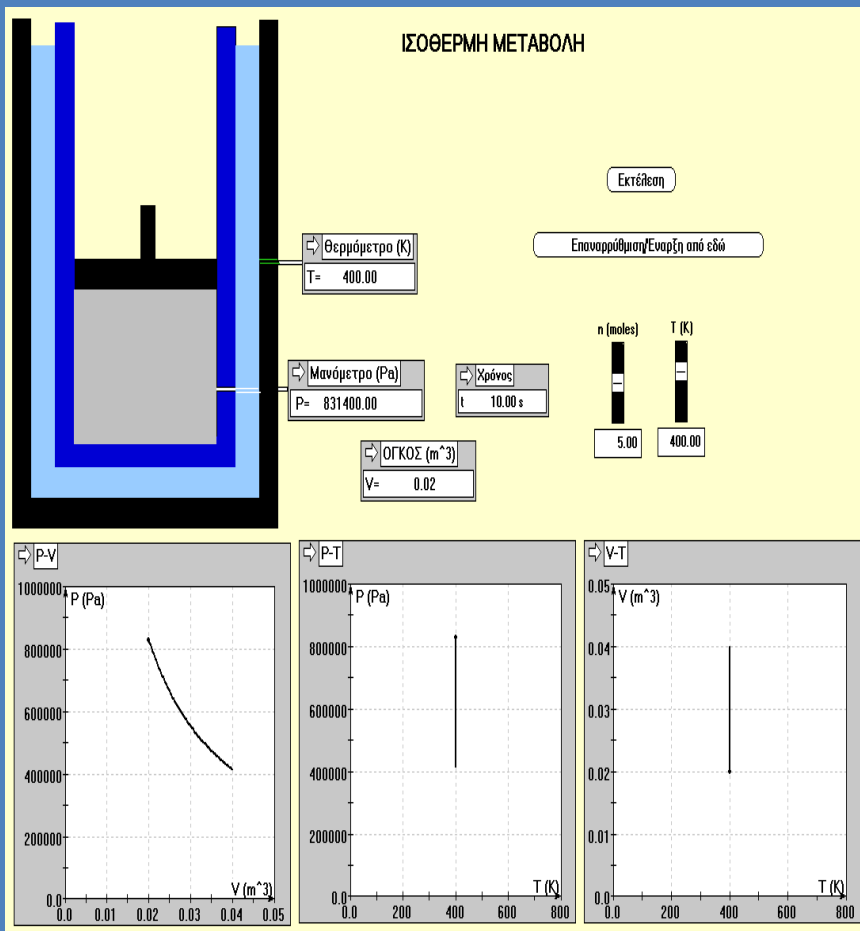 ΙΣΟΘΕΡΜΗ ΜΕΤΑΒΟΛΗ
Εκτέλεση
Επαναρρύθμιση/Έναρξη από εδώ
Θερμόμετρο (K)
T= 400.00
n (moles) T (K)
Μανόμετρο (Pa)
P= 831400.00
Χρόνος
t 10.00 s
5.00 400.00
ΟΓΚΟΣ (m^3)
V= 0.02
P-V
1000000
P (Pa)
800000
600000
400000
200000
0.0
V (m^3)
0.0 0.01 0.02 0.03 0.04 0.05
P-T
1000000
P (Pa)
800000
600000
400000
200000
0.0
T (K)
0.0 200 400 600 800
V-T
0.05
V (m^3)
0.04
0.03
0.02
0.01
0.0
T (K)
0.0 200 400 600 800